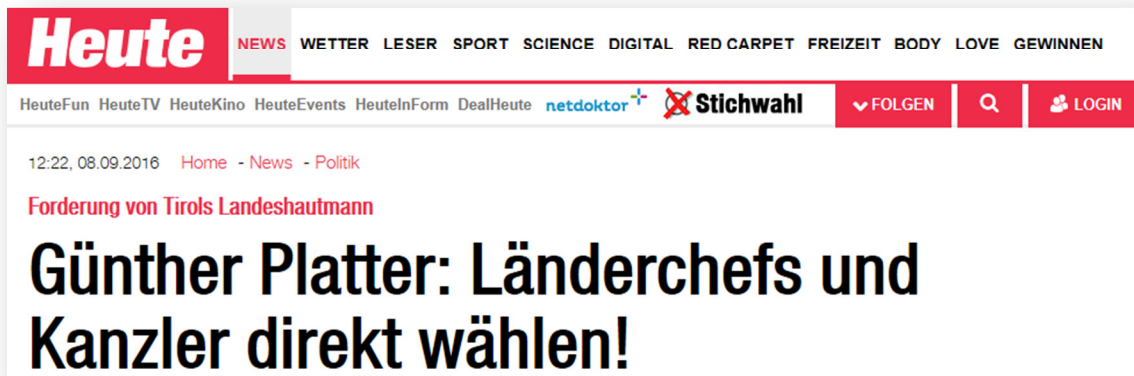 Heute NEWS WETTER LESER SPORT SCIENCE DIGITAL RED CARPET FREIZEIT BODY LOVE GEWINNEN
HeuteFun HeuteTV HeuteKino HeuteEvents HeuteInForm DealHeute netdoktor Stichwahl FOLGEN LOGIN
12:22, 08.09.2016 Home - News - Politik
Forderung von Tirols Landeshautmann
Günther Platter: Länderchefs und
Kanzler direkt wählen!